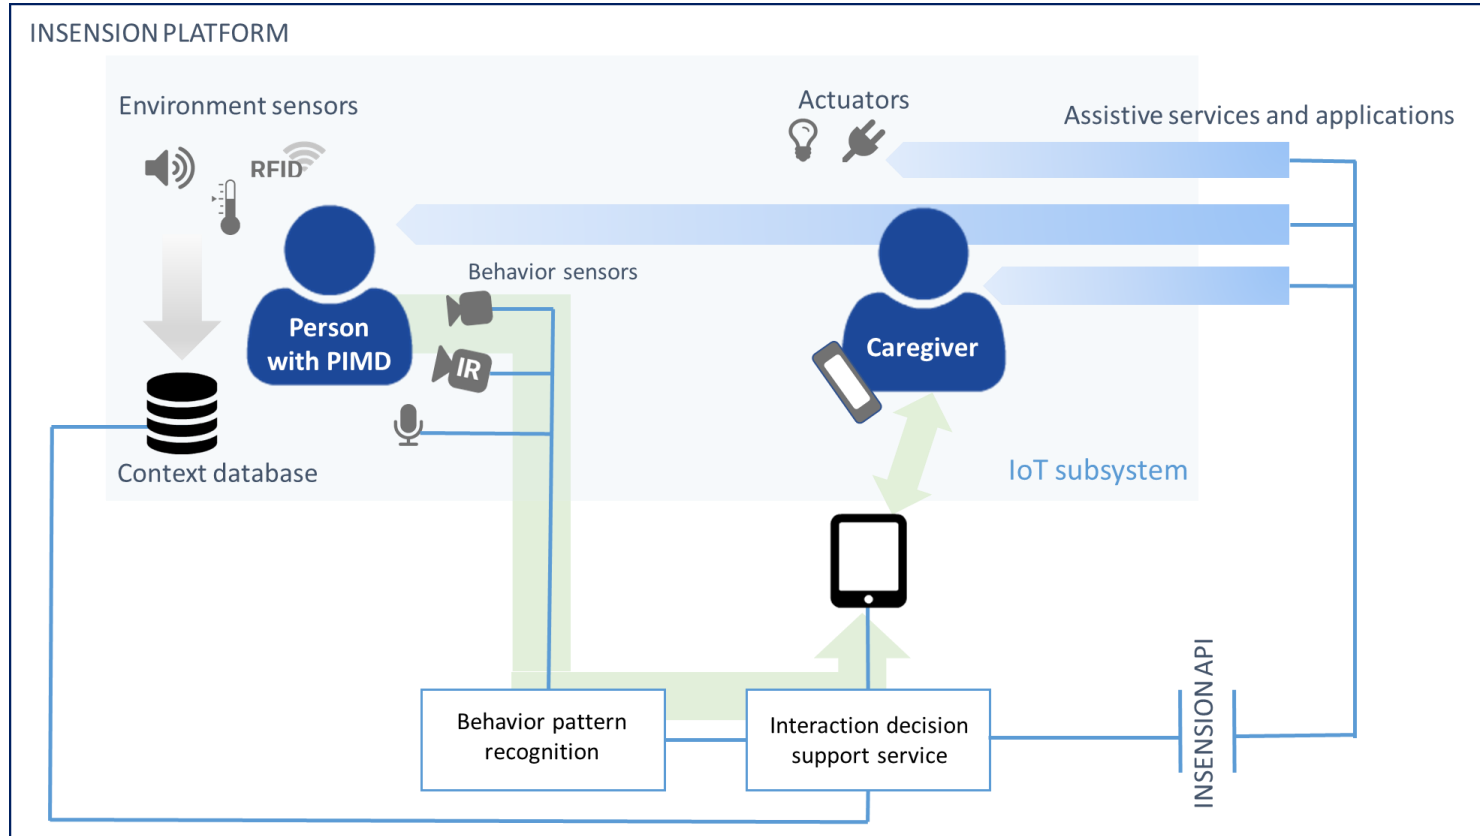 INSENSION PLATFORM
Environment sensors
Actuators
Assistive services and applications
RFID
Behavior sensors
Person
with PIMD
IR
Caregiver
Context database
IoT subsystem
Behavior pattern
recognition
Interaction decision
support service
INSENSION API